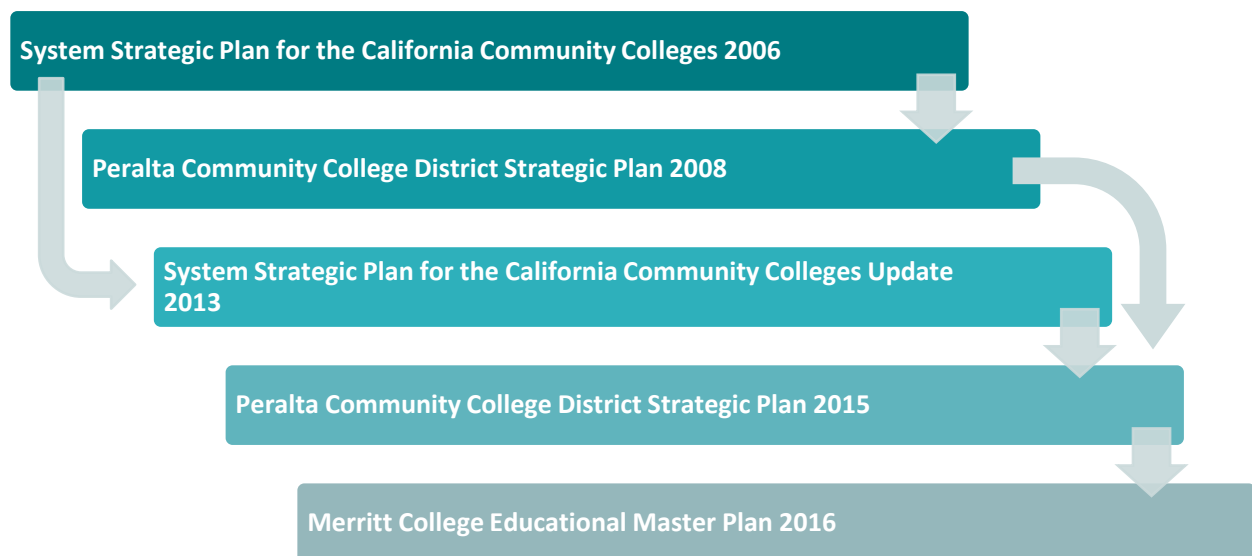 System Strategic Plan for the California Community Colleges 2006
Peralta Community College District Strategic Plan 2008
System Strategic Plan for the California Community Colleges Update
2013
Peralta Community College District Strategic Plan 2015
Merritt College Educational Master Plan 2016